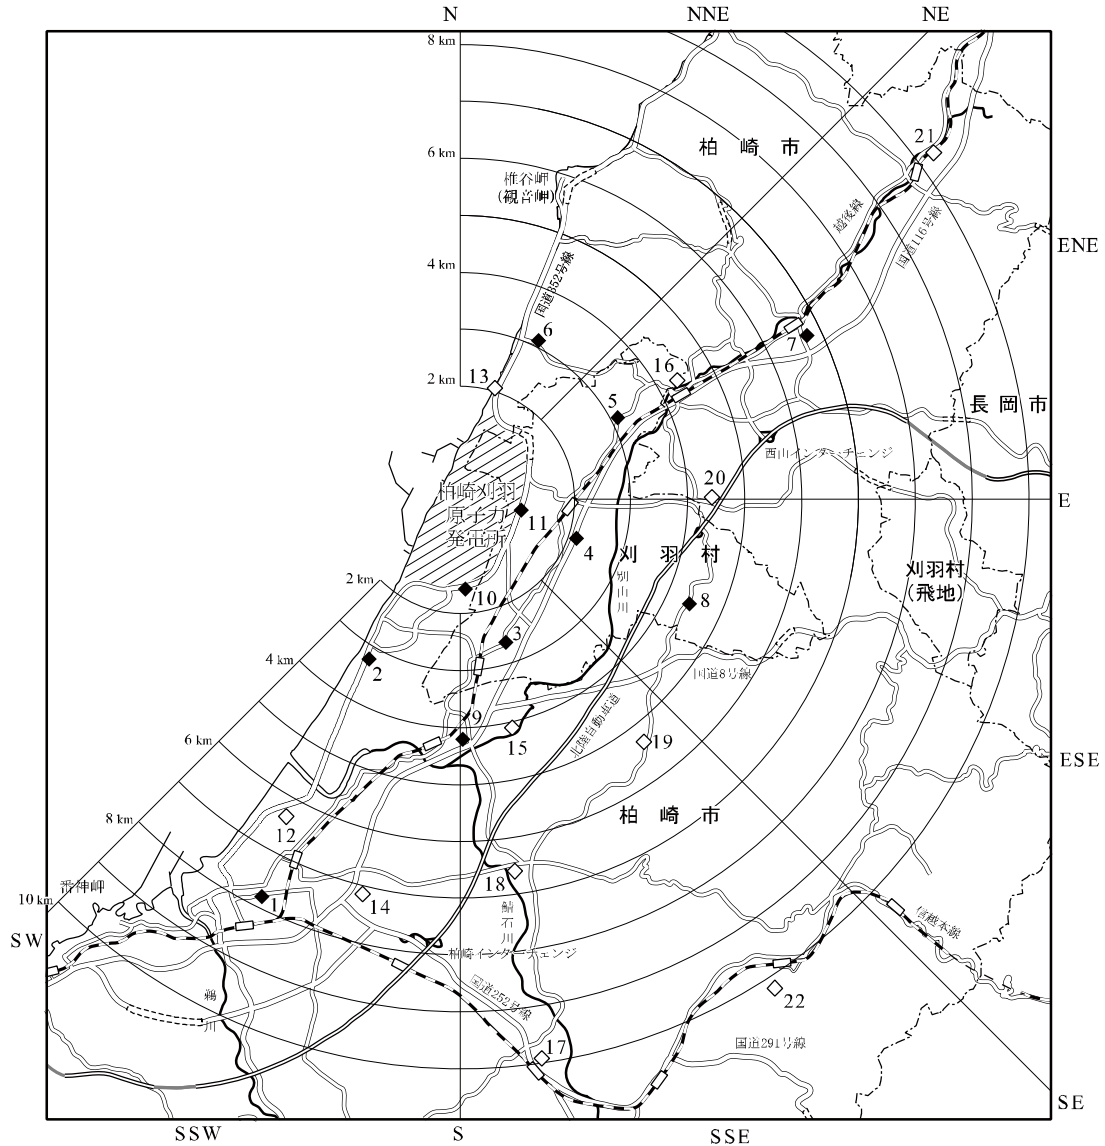 N
NNE
NE
8 km
柏崎市
21
6 km
椎谷岬
(観音岬)
越後線
国道116号線
ENE
4 km
国道352号線
6
7
16
2 km
13
5
長岡市
西山インターチェンジ
20
柏崎刈羽
原子力
発電所
E
11
4
刈羽村
刈羽村
(飛地)
別山川
2 km
10
8
3
2
4 km
国道8号線
9
15
北陸自動車道
19
6 km
ESE
8 km
12
柏崎市
18
番神岬
10 km
1
14
鯖石川
信越本線
SW
柏崎インターチェンジ
国道252号線
鵜川
22
17
国道291号線
SE
SSW
S
SSE